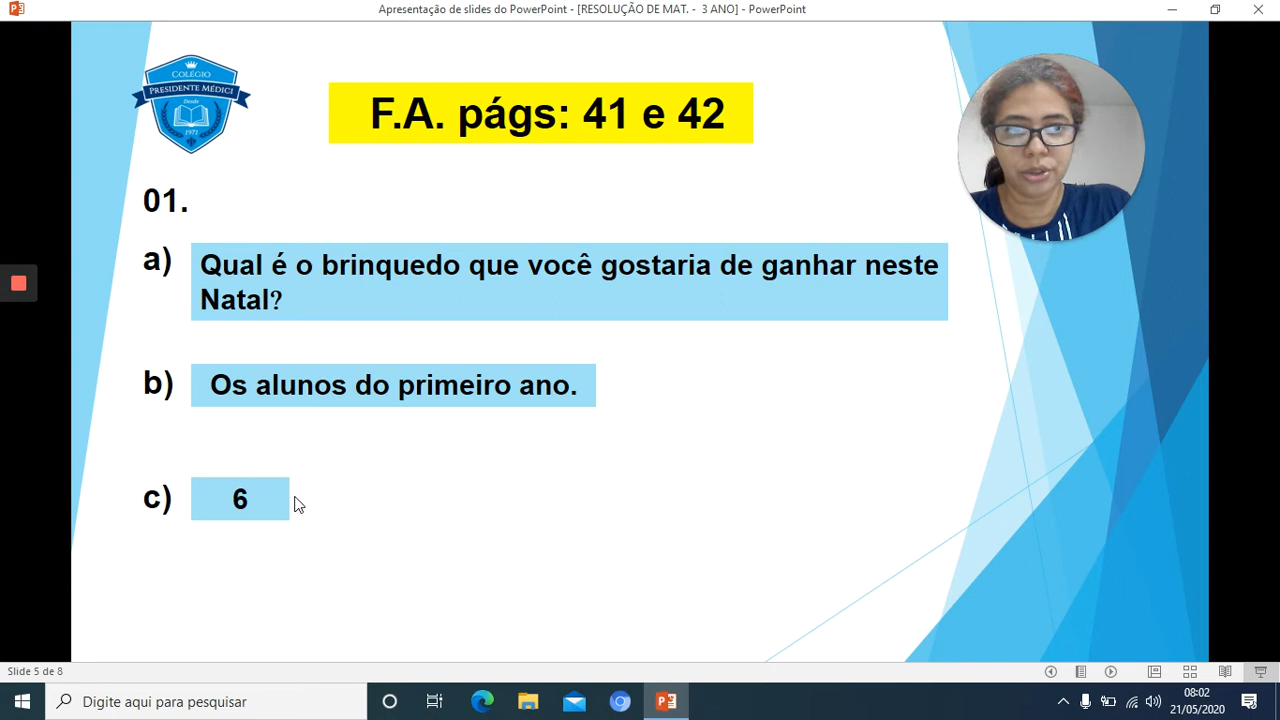 Apresentação de slides do PowerPoint - [RESOLUÇÃO DE MAT. - 3 ANO] - PowerPoint
COLÉGIO
PRESIDENTE MÉDICI
Desde
1971
F.A. págs: 41 e 42
01.
a) Qual é o brinquedo que você gostaria de ganhar neste
Natal?
b) Os alunos do primeiro ano.
c) 6
Slide 5 de 8
Digite aqui para pesquisar
08:02
21/05/2020